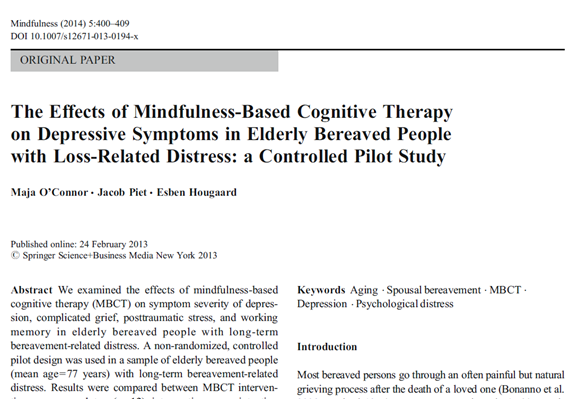 Mindfulness (2014) 5:400–409
DOI 10.1007/s12671-013-0194-x
ORIGINAL PAPER
The Effects of Mindfulness-Based Cognitive Therapy
on Depressive Symptoms in Elderly Bereaved People
with Loss-Related Distress: a Controlled Pilot Study
Maja O'Connor · Jacob Piet · Esben Hougaard
Published online: 24 February 2013
© Springer Science+Business Media New York 2013
Abstract We examined the effects of mindfulness-based
cognitive therapy (MBCT) on symptom severity of depres-
sion, complicated grief, posttraumatic stress, and working
memory in elderly bereaved people with long-term
bereavement-related distress. A non-randomized, controlled
pilot design was used in a sample of elderly bereaved people
(mean age=77 years) with long-term bereavement-related
distress. Results were compared between MBCT interven-
Keywords Aging · Spousal bereavement · MBCT ·
Depression · Psychological distress
Introduction
Most bereaved persons go through an often painful but natural
grieving process after the death of a loved one (Bonanno et al.